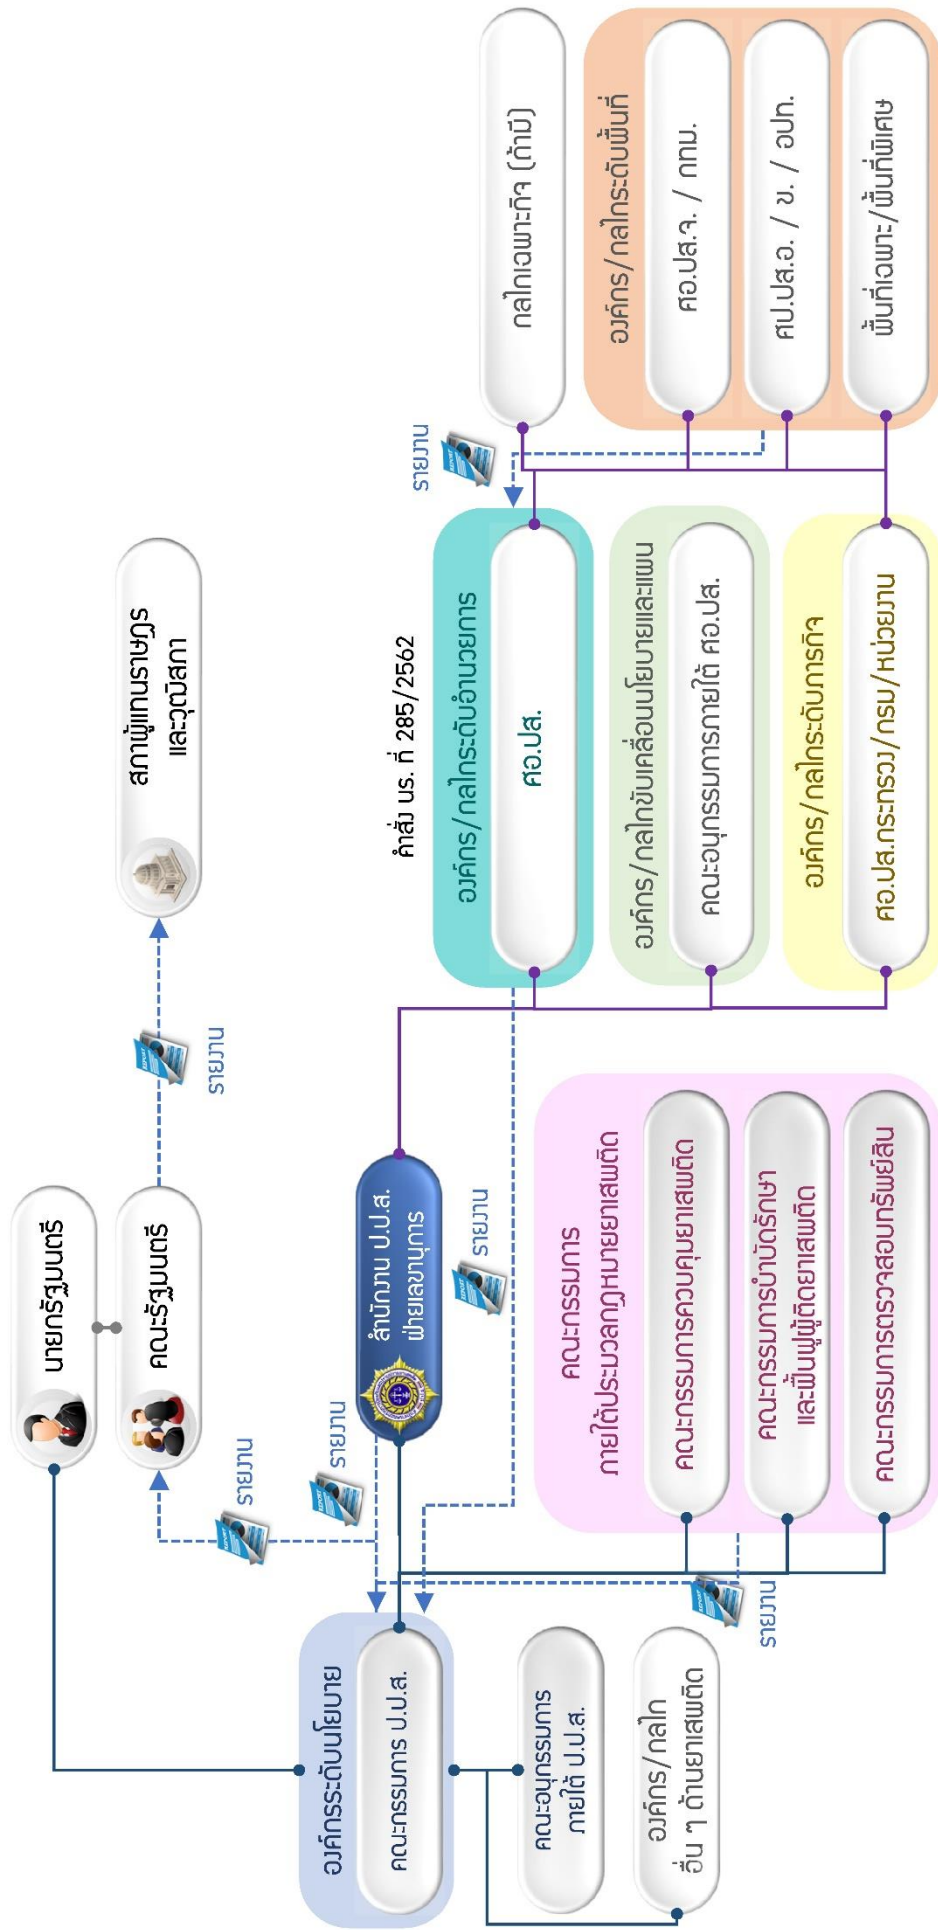 นายกรัฐมนตรี
คณะรัฐมนตรี
รายงาน
สภาผู้แทนราษฎร
และวุฒิสภา
รายงาน
รายงาน
องค์กรระดับนโยบาย
คณะกรรมการ ป.ป.ส.
คณะอนุกรรมการ
ภายใต้ ป.ป.ส.
องค์กร/กลไก
อื่น ๆ ด้านยาเสพติด
สำนักงาน ป.ป.ส.
ฝ่ายเลขานุการ
รายงาน
คณะกรรมการ
ภายใต้ประมวลกฎหมายยาเสพติด
คณะกรรมการควบคุมยาเสพติด
คณะกรรมการบำบัดรักษา
และฟื้นฟูผู้ติดยาเสพติด
คณะกรรมการตรวจสอบทรัพย์สิน
รายงาน
คำสั่ง นร. ที่ 285/2562
องค์กร/กลไกระดับอำนวยการ
ศอ.ปส.
องค์กร/กลไกขับเคลื่อนนโยบายและแผน
คณะอนุกรรมการภายใต้ ศอ.ปส.
องค์กร/กลไกระดับภารกิจ
ศอ.ปส.กระทรวง/กรม/หน่วยงาน
รายงาน
กลไกเฉพาะกิจ (ถ้ามี)
องค์กร/กลไกระดับพื้นที่
ศอ.ปส.จ. / กทม.
ศป.ปส.อ. / ข. / อปท.
พื้นที่เฉพาะ/พื้นที่พิเศษ